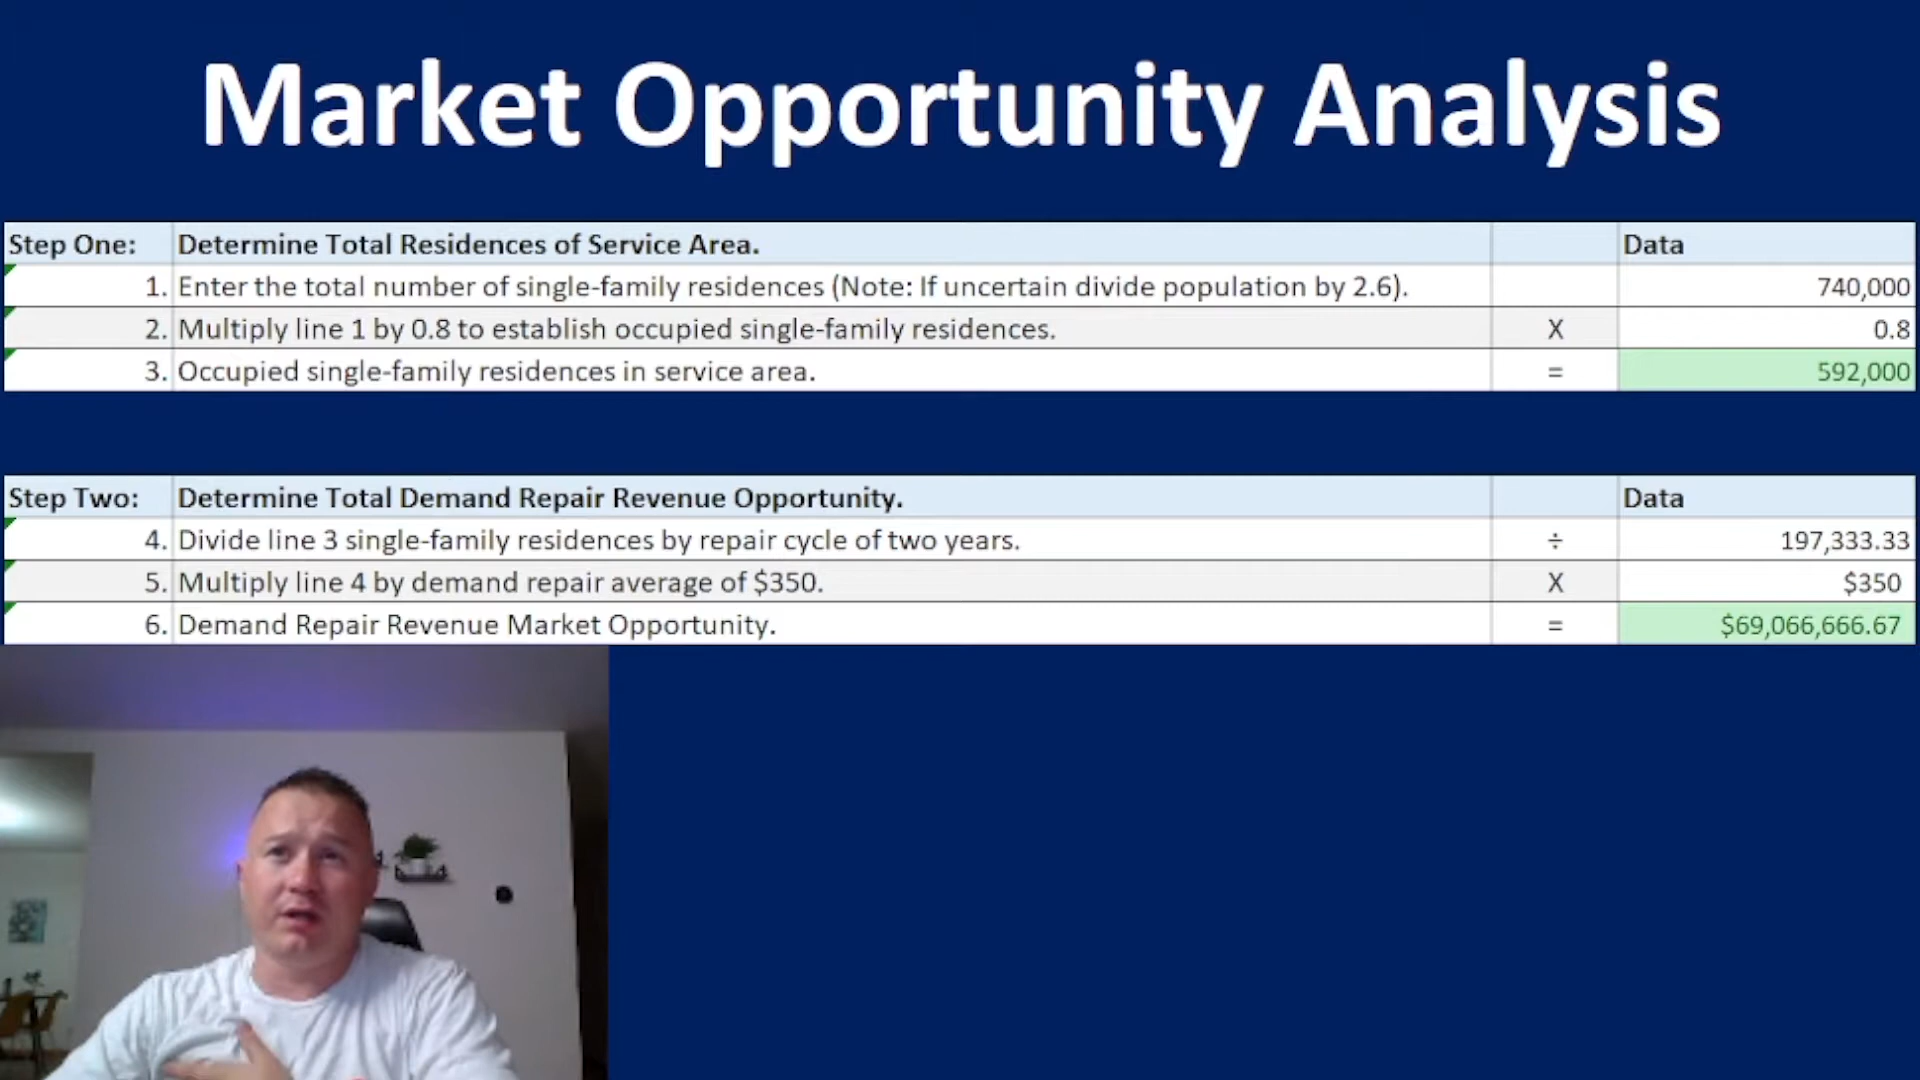 Market Opportunity Analysis
Step One: Determine Total Residences of Service Area. Data
1. Enter the total number of single-family residences (Note: If uncertain divide population by 2.6). 740,000
2. Multiply line 1 by 0.8 to establish occupied single-family residences. X 0.8
3. Occupied single-family residences in service area. = 592,000
Step Two: Determine Total Demand Repair Revenue Opportunity. Data
4. Divide line 3 single-family residences by repair cycle of two years. ÷ 197,333.33
5. Multiply line 4 by demand repair average of $350. X $350
6. Demand Repair Revenue Market Opportunity. = $69,066,666.67